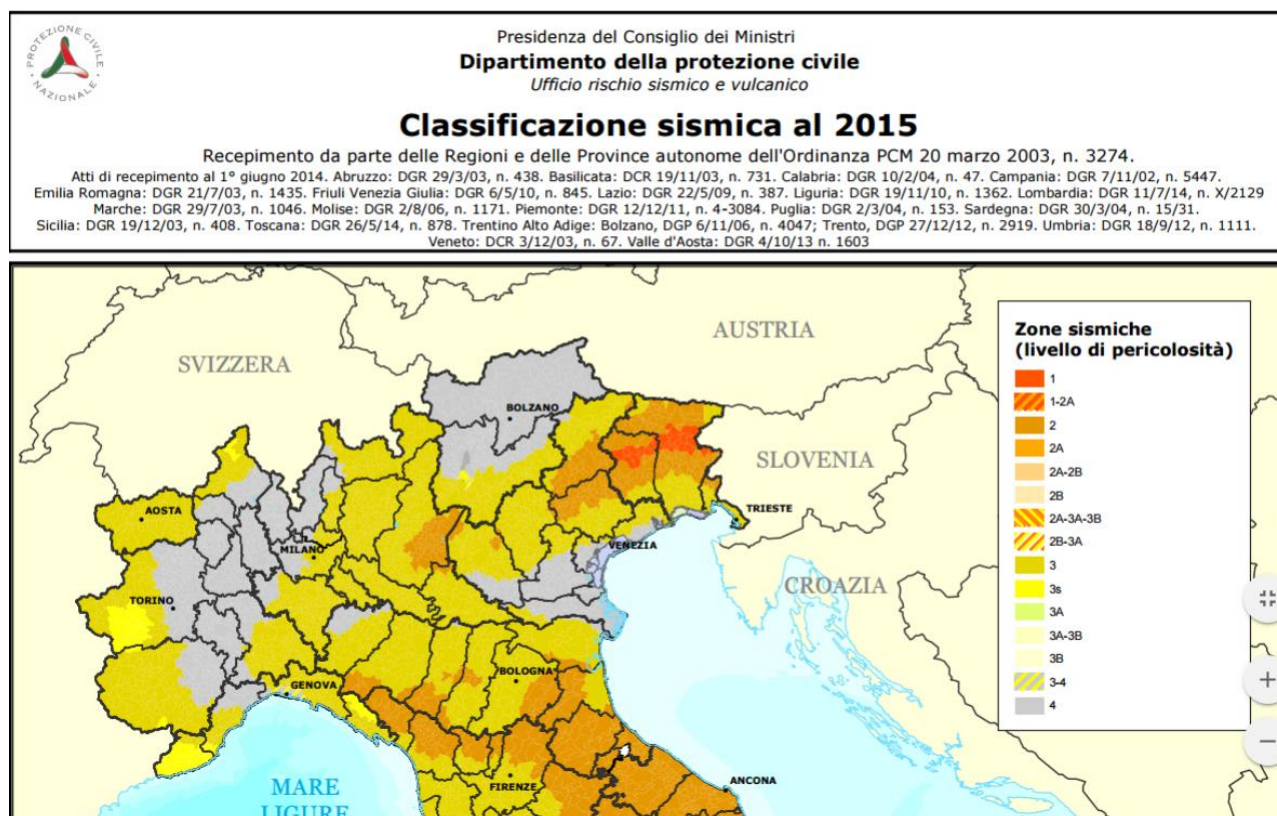 PROTEZIONE CIVILE
NAZIONALE
Presidenza del Consiglio dei Ministri
Dipartimento della protezione civile
Ufficio rischio sismico e vulcanico
Classificazione sismica al 2015
Recepimento da parte delle Regioni e delle Province autonome dell'Ordinanza PCM 20 marzo 2003, n. 3274.
Atti di recepimento al 1° giugno 2014. Abruzzo: DGR 29/3/03, n. 438. Basilicata: DCR 19/11/03, n. 731. Calabria: DGR 10/2/04, n. 47. Campania: DGR 7/11/02, n. 5447.
Emilia Romagna: DGR 21/7/03, n. 1435. Friuli Venezia Giulia: DGR 6/5/10, n. 845. Lazio: DGR 22/5/09, n. 387. Liguria: DGR 19/11/10, n. 1362. Lombardia: DGR 11/7/14, n. X/2129
Marche: DGR 29/7/03, n. 1046. Molise: DGR 2/8/06, n. 1171. Piemonte: DGR 12/12/11, n. 4-3084. Puglia: DGR 2/3/04, n. 153. Sardegna: DGR 30/3/04, n. 15/31.
Sicilia: DGR 19/12/03, n. 408. Toscana: DGR 26/5/14, n. 878. Trentino Alto Adige: Bolzano, DGP 6/11/06, n. 4047; Trento, DGP 27/12/12, n. 2919. Umbria: DGR 18/9/12, n. 1111.
Veneto: DCR 3/12/03, n. 67. Valle d'Aosta: DGR 4/10/13 n. 1603
AUSTRIA
SVIZZERA
BOLZANO
SLOVENIA
AOSTA
TRIESTE
MILANO
VENEZIA
CROAZIA
TORINO
BOLOGNA
GENOVA
ANCONA
FIRENZE
MARE
LIGURE
Zone sismiche
(livello di pericolosità)
1
1-2A
2
2A
2A-2B
2B
2A-3A-3B
2B-3A
3
3s
3A
3A-3B
3B
3-4
4